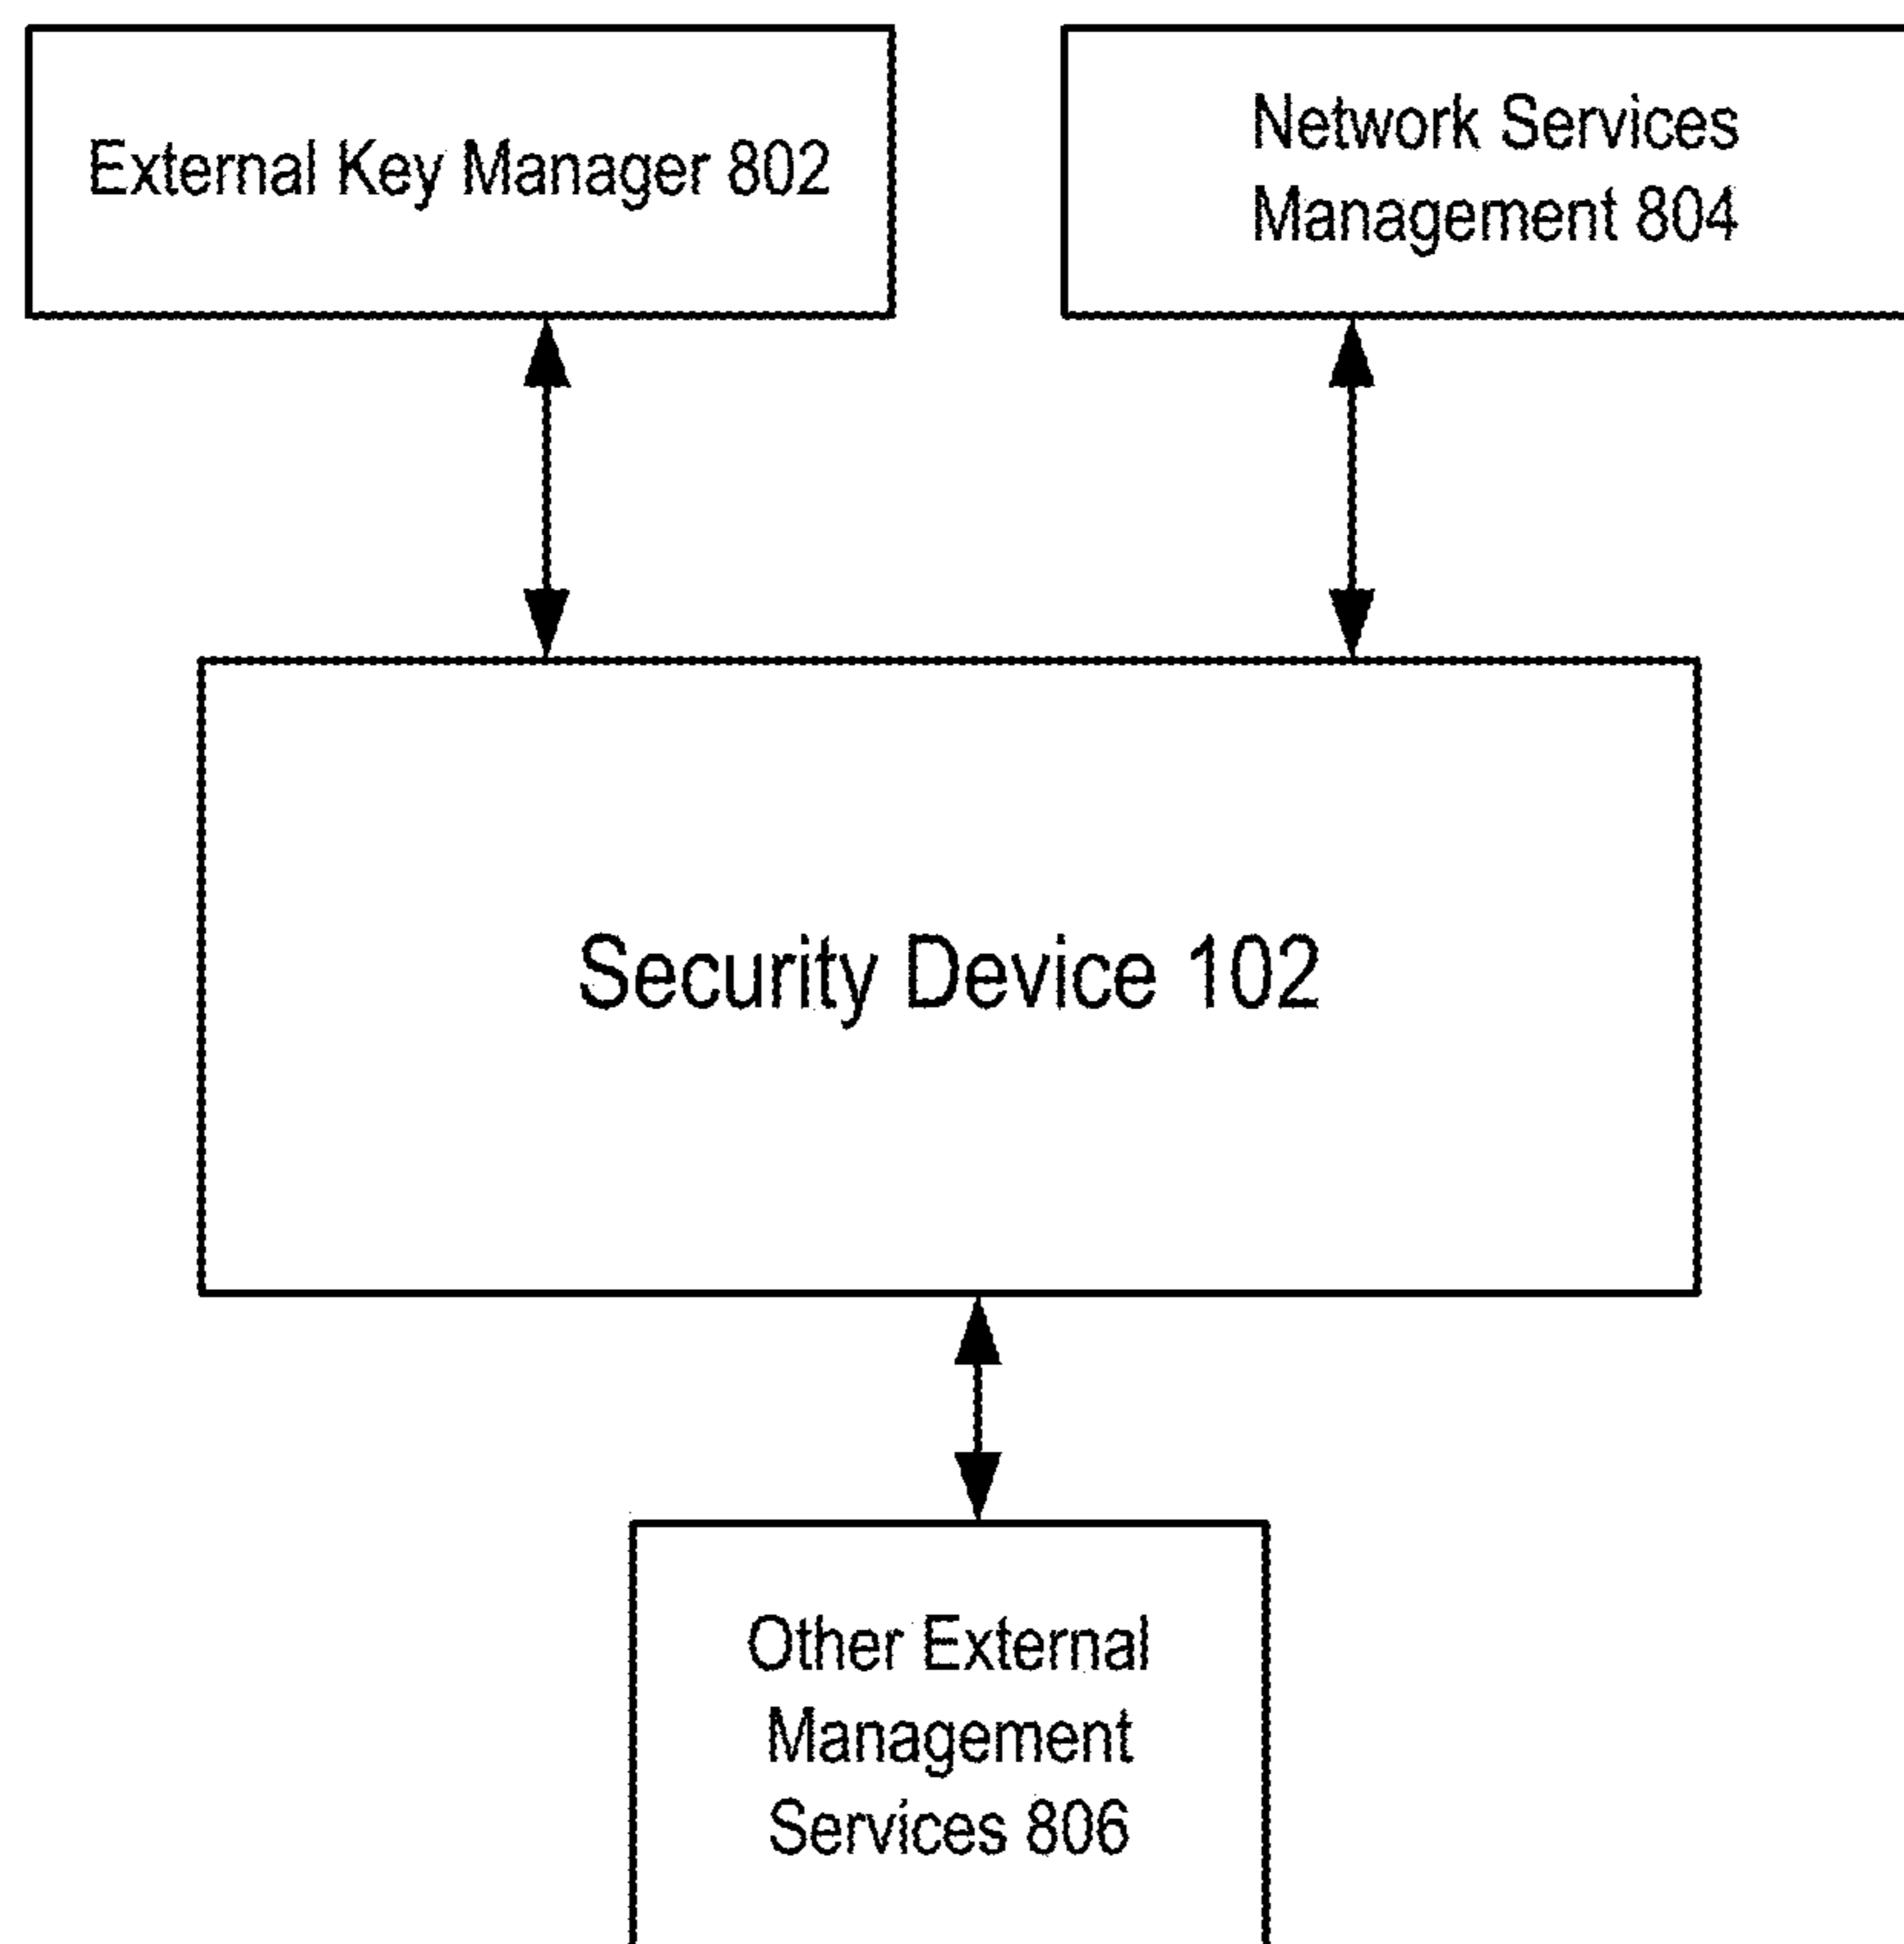 External Key Manager 802
Network Services
Management 804
Security Device 102
Other External
Management
Services 806